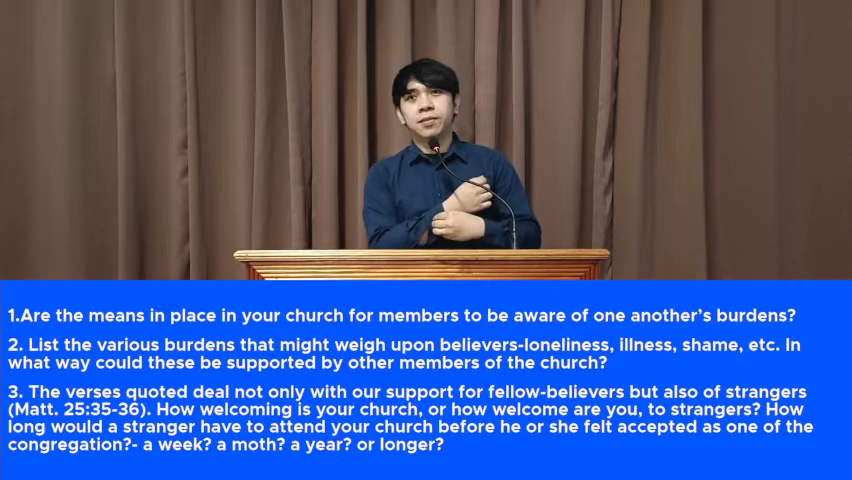 1.Are the means in place in your church for members to be aware of one another's burdens?
2. List the various burdens that might weigh upon believers-loneliness, illness, shame, etc. In
what way could these be supported by other members of the church?
3. The verses quoted deal not only with our support for fellow-believers but also of strangers
(Matt. 25:35-36). How welcoming is your church, or how welcome are you, to strangers? How
long would a stranger have to attend your church before he or she felt accepted as one of the
congregation?- a week? a moth? a year? or longer?